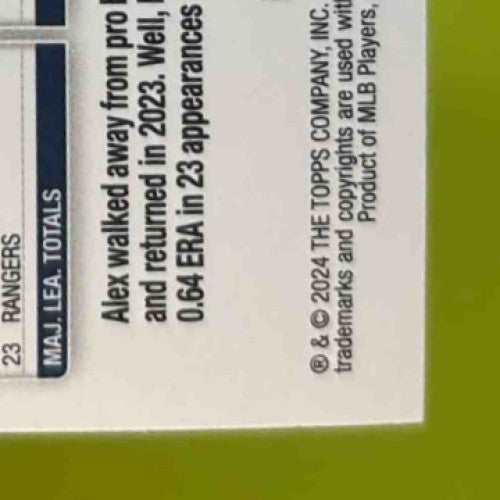 23 RANGERS
MAJ. LEA. TOTALS
Alex walked away from pro
and returned in 2023. Well,
0.64 ERA in 23 appearances
® & © 2024 THE TOPPS COMPANY, INC.
trademarks and copyrights are used
Product of MLB Players,